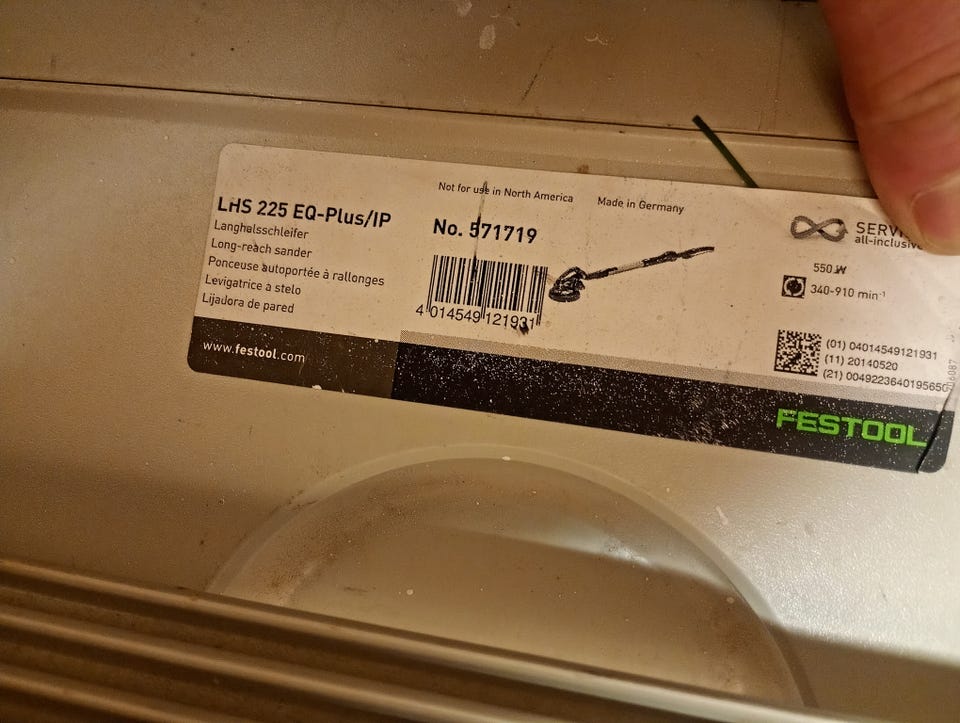 Not for use in North America
Made in Germany
LHS 225 EQ-Plus/IP
Langhalsschleifer
Long-reach sander
Ponceuse autoportée à rallonges
Levigatrice a stelo
Lijadora de pared
No. 571719
4 014549 121931
all-inclusive
550 W
340-910 min⁻¹
(01) 04014549121931
(11) 20140520
(21) 0049223640195650
www.festool.com
FESTOOL